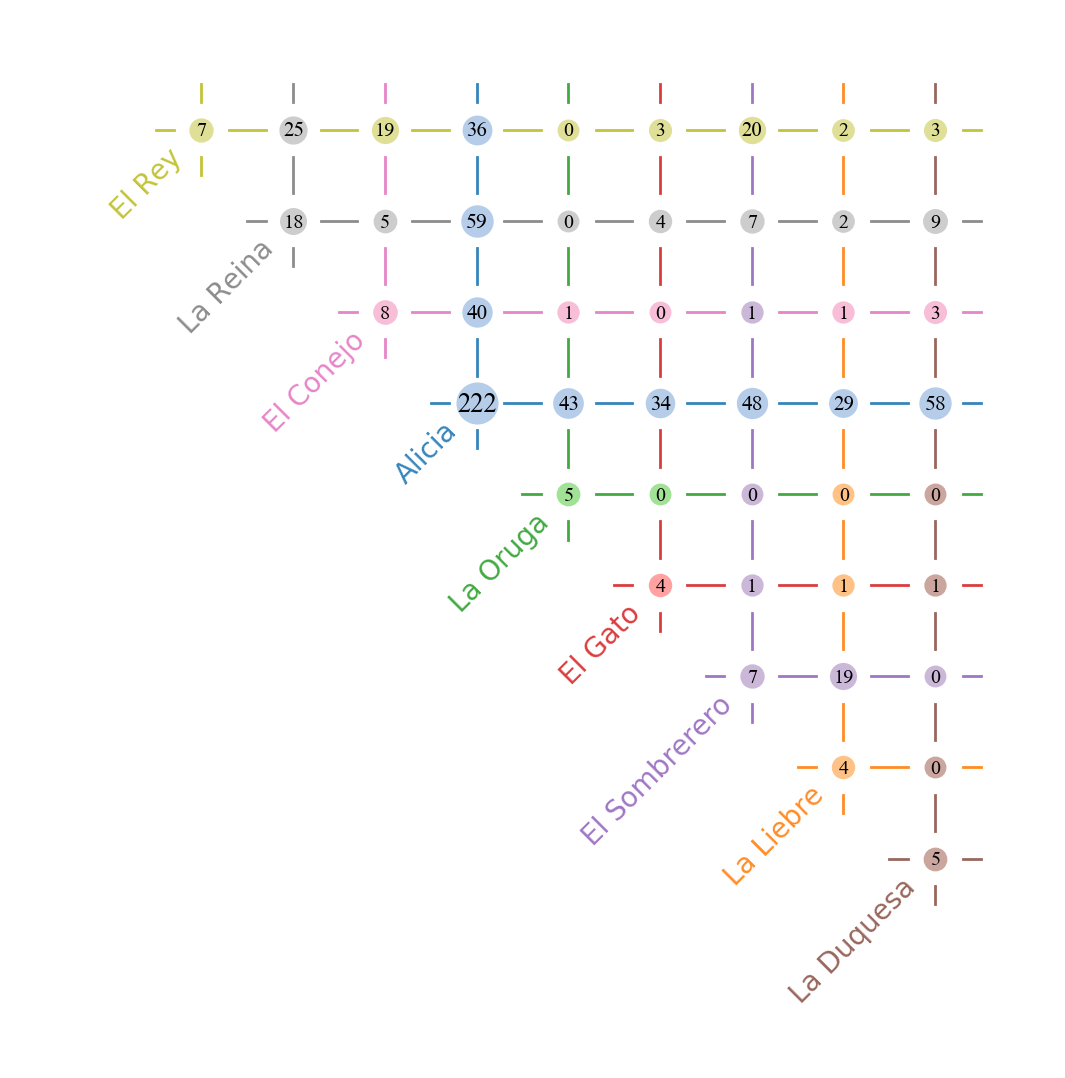 7 25 19 36 0 3 20 2 3
El Rey
18 5 59 0 4 7 2 9
La Reina
8 40 1 0 1 1 3
El Conejo
222 43 34 48 29 58
Alicia
5 0 0 0 0
La Oruga
4 1 1 1
El Gato
7 19 0
El Sombrerero
4 0
La Liebre
5
La Duquesa